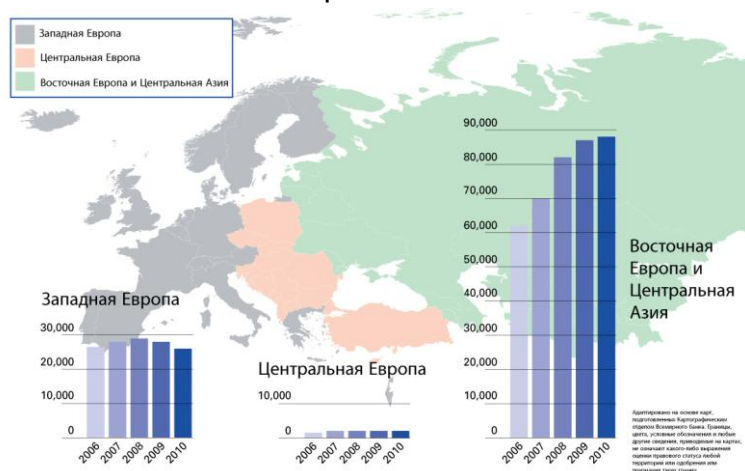 Западная Европа
Центральная Европа
Восточная Европа и Центральная Азия
Западная Европа
30,000
20,000
10,000
0
2006
2007
2008
2009
2010
Центральная Европа
10,000
0
2006
2007
2008
2009
2010
90,000
80,000
70,000
60,000
50,000
40,000
30,000
20,000
10,000
0
2006
2007
2008
2009
2010
Восточная
Европа и
Центральная
Азия
Адаптировано на основе карт,
подготовленных Картографическим
отделом Всемирного банка. Границы,
цвета, условные обозначения и любые
другие сведения, приводимые на картах,
не означают какого-либо выражения
оценки правового статуса любой
территории или одобрения или